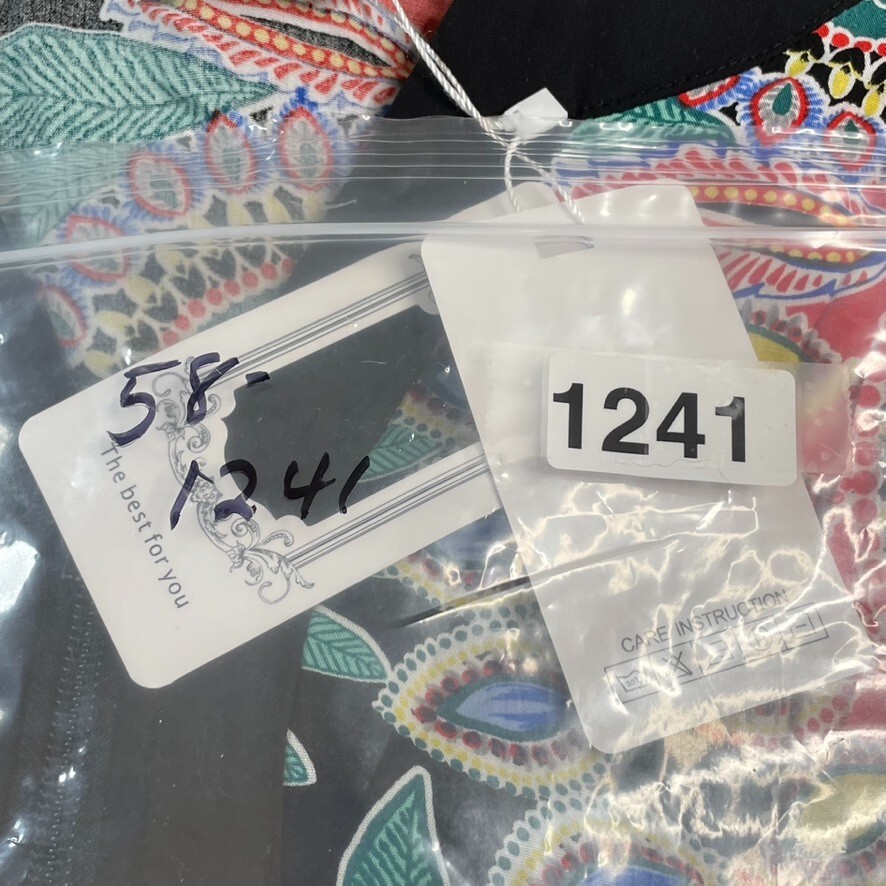 58-
1241
The best for you
1241
CARE INSTRUCTION